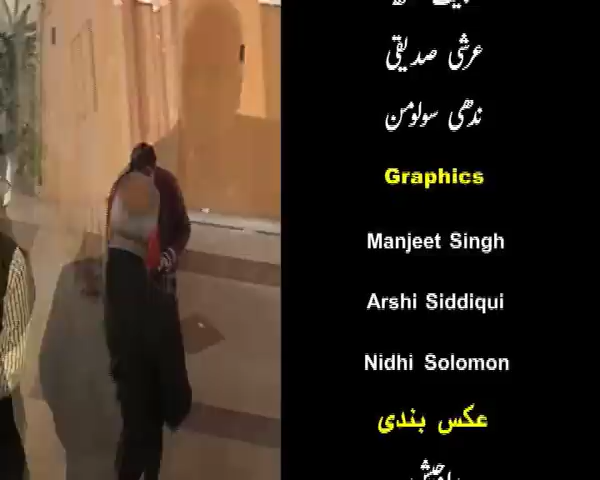 عرشی صدیقی
ندھی سولومن
Graphics
Manjeet Singh
Arshi Siddiqui
Nidhi Solomon
عکس بندی